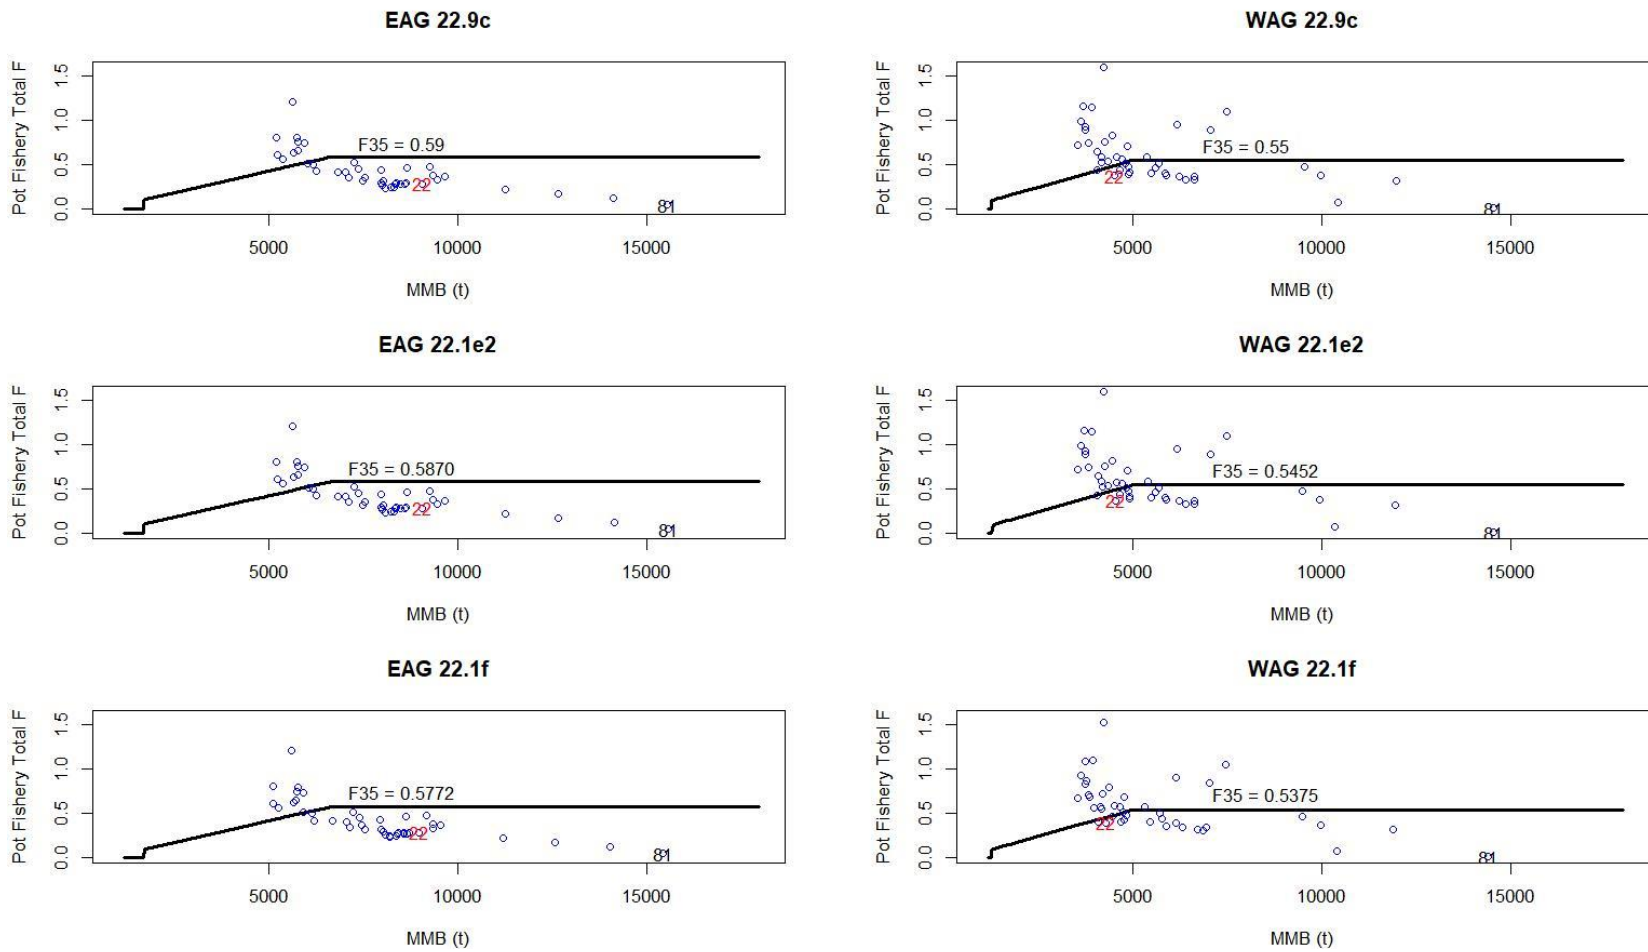 EAG 22.9c
Pot Fishery Total F
0.0 0.5 1.0 1.5
F35 = 0.59
22
81
5000 10000 15000
MMB (t)
WAG 22.9c
Pot Fishery Total F
0.0 0.5 1.0 1.5
F35 = 0.55
22
81
5000 10000 15000
MMB (t)
EAG 22.1e2
Pot Fishery Total F
0.0 0.5 1.0 1.5
F35 = 0.5870
22
81
5000 10000 15000
MMB (t)
WAG 22.1e2
Pot Fishery Total F
0.0 0.5 1.0 1.5
F35 = 0.5452
22
81
5000 10000 15000
MMB (t)
EAG 22.1f
Pot Fishery Total F
0.0 0.5 1.0 1.5
F35 = 0.5772
22
81
5000 10000 15000
MMB (t)
WAG 22.1f
Pot Fishery Total F
0.0 0.5 1.0 1.5
F35 = 0.5375
22
81
5000 10000 15000
MMB (t)